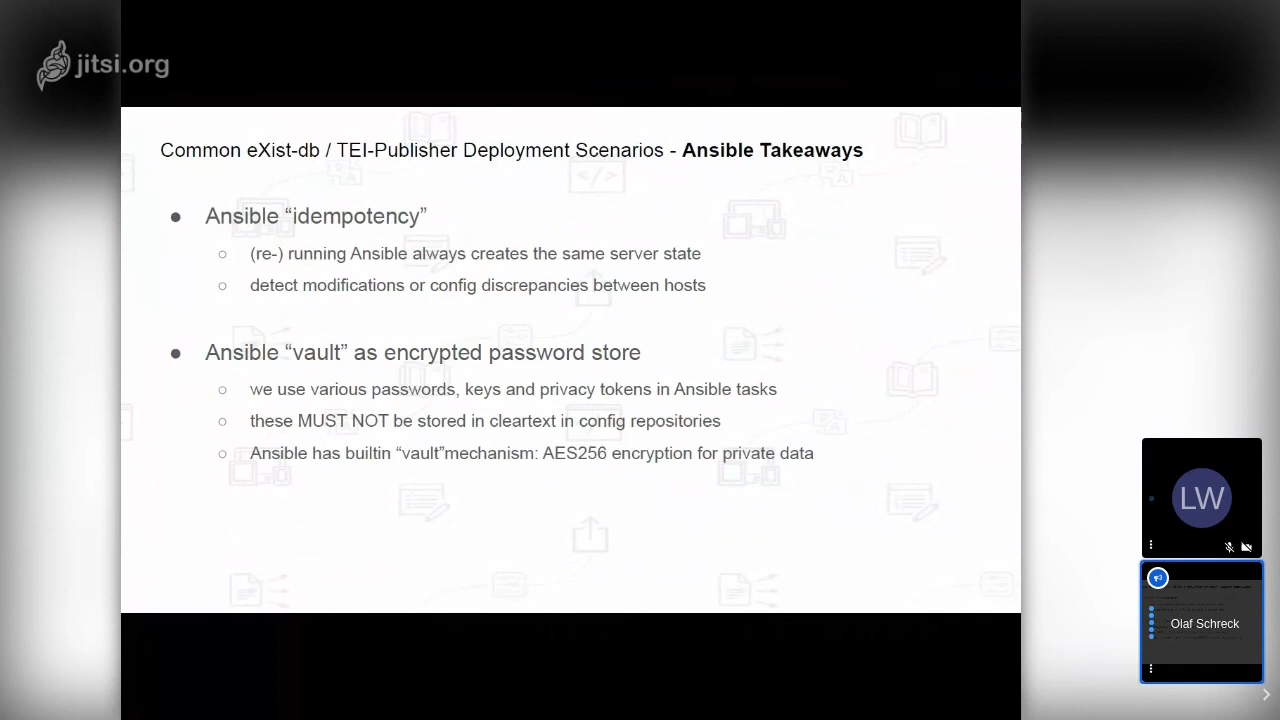 jitsi.org
Common eXist-db / TEI-Publisher Deployment Scenarios - Ansible Takeaways
● Ansible “idempotency”
○ (re-) running Ansible always creates the same server state
○ detect modifications or config discrepancies between hosts
● Ansible “vault” as encrypted password store
○ we use various passwords, keys and privacy tokens in Ansible tasks
○ these MUST NOT be stored in cleartext in config repositories
○ Ansible has builtin “vault”mechanism: AES256 encryption for private data
LW
Olaf Schreck